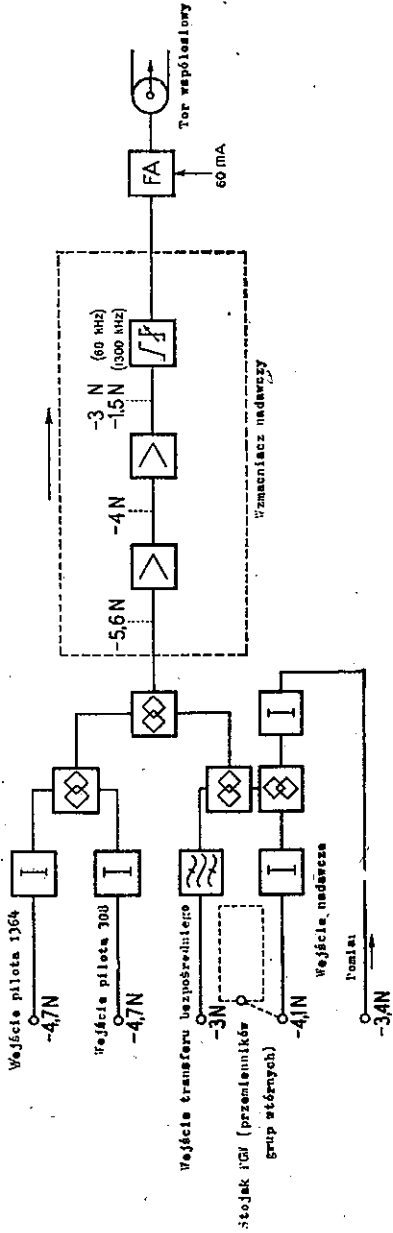 Wejście pilota 1364
-4,7N
Wejście pilota 308
-4,7N
Wejście transferu bezpośredniego
-3N
Stojak PGW (przemienników
grup wtórnych)
-4,1N
Wejście nadawcze
Pomiar
-3,4N
-5,6 N
-4 N
-3 N (60 kHz)
-1.5 N (1300 kHz)
Wzmacniacz nadawczy
FA
60 mA
Tor współosiowy